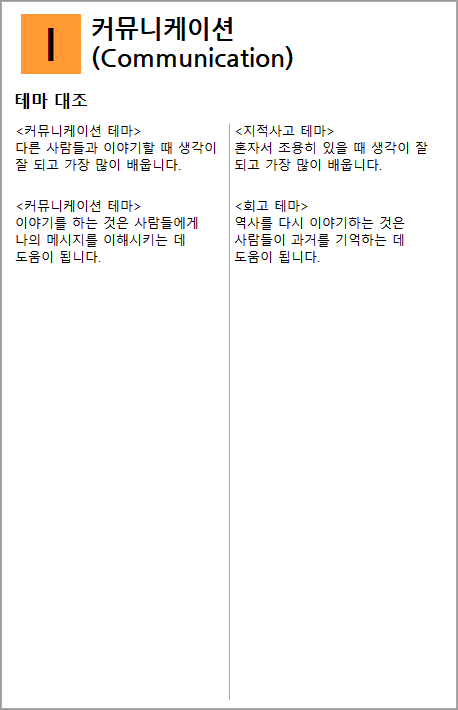 I
커뮤니케이션
(Communication)
테마 대조
<커뮤니케이션 테마>
다른 사람들과 이야기할 때 생각이
잘 되고 가장 많이 배웁니다.
<커뮤니케이션 테마>
이야기를 하는 것은 사람들에게
나의 메시지를 이해시키는 데
도움이 됩니다.
<지적사고 테마>
혼자서 조용히 있을 때 생각이 잘
되고 가장 많이 배웁니다.
<회고 테마>
역사를 다시 이야기하는 것은
사람들이 과거를 기억하는 데
도움이 됩니다.